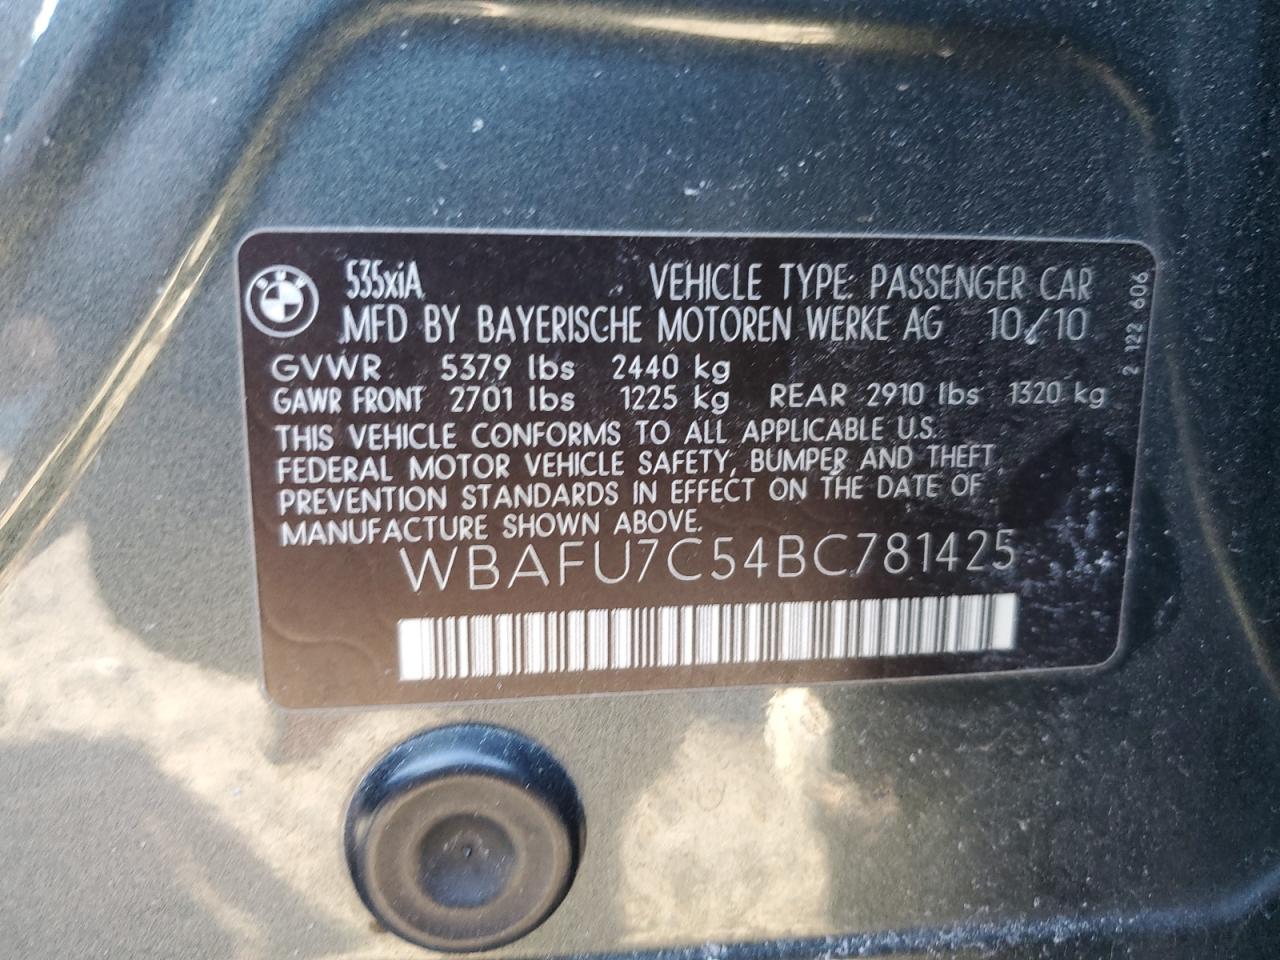 535xiA VEHICLE TYPE: PASSENGER CAR
MFD BY BAYERISCHE MOTOREN WERKE AG 10/10
GVWR 5379 lbs 2440 kg
GAWR FRONT 2701 lbs 1225 kg REAR 2910 lbs 1320 kg
THIS VEHICLE CONFORMS TO ALL APPLICABLE U.S.
FEDERAL MOTOR VEHICLE SAFETY, BUMPER AND THEFT
PREVENTION STANDARDS IN EFFECT ON THE DATE OF
MANUFACTURE SHOWN ABOVE.
WBAFU7C54BC781425
2 122 606